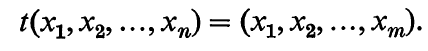 t(x₁, x₂, ..., xₙ) = (x₁, x₂, ..., xₘ).